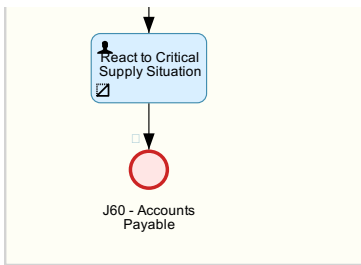 React to Critical
Supply Situation
J60 - Accounts
Payable